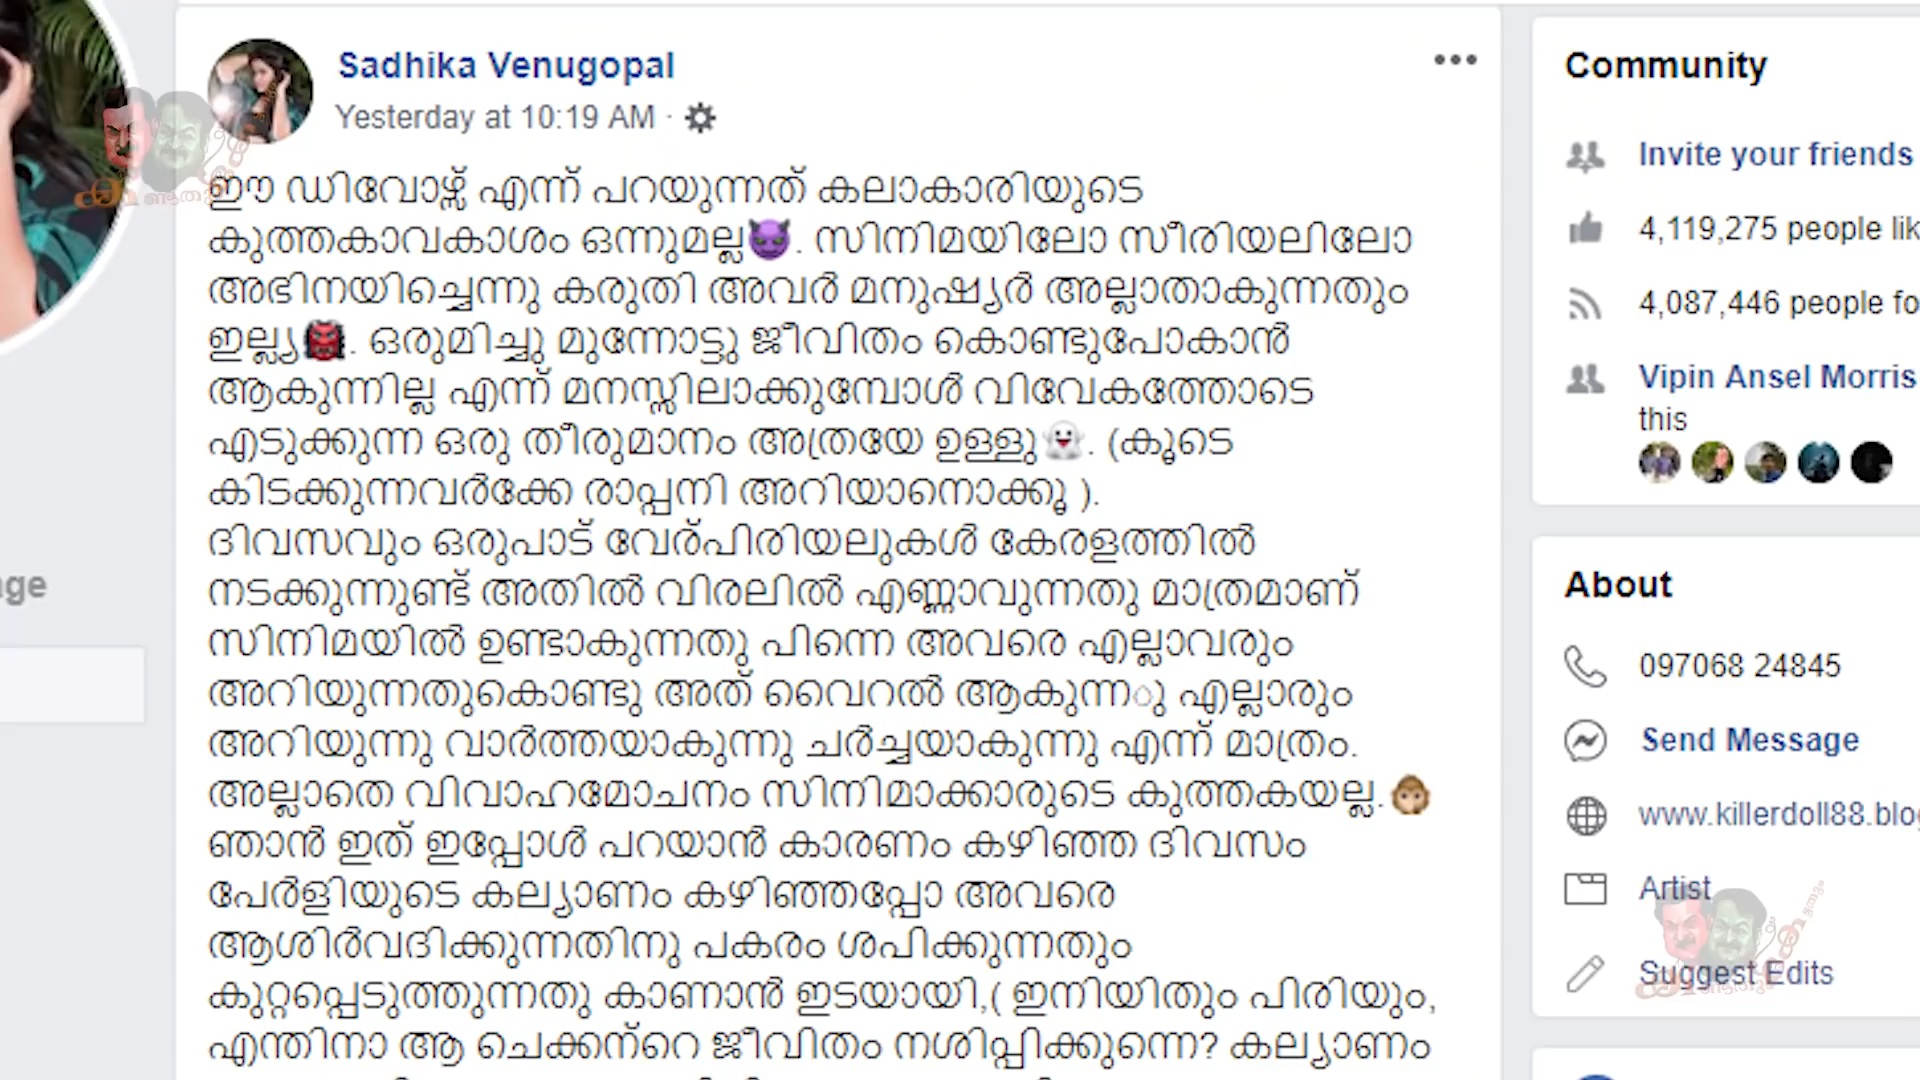 Sadhika Venugopal
Yesterday at 10:19 AM ·
ഈ ഡിവോഴ്സ് എന്ന് പറയുന്നത് കലാകാരിയുടെ
കുത്തകാവകാശം ഒന്നുമല്ല😈. സിനിമയിലോ സീരിയലിലോ
അഭിനയിച്ചെന്നു കരുതി അവർ മനുഷ്യർ അല്ലാതാകുന്നതും
ഇല്ല്യ👹. ഒരുമിച്ചു മുന്നോട്ടു ജീവിതം കൊണ്ടുപോകാൻ
ആകുന്നില്ല എന്ന് മനസ്സിലാക്കുമ്പോൾ വിവേകത്തോടെ
എടുക്കുന്ന ഒരു തീരുമാനം അത്രയേ ഉള്ളു👻. (കൂടെ
കിടക്കുന്നവർക്കേ രാപ്പനി അറിയാനൊക്കൂ ).
ദിവസവും ഒരുപാട് വേര്പിരിയലുകൾ കേരളത്തിൽ
നടക്കുന്നുണ്ട് അതിൽ വിരലിൽ എണ്ണാവുന്നതു മാത്രമാണ്
സിനിമയിൽ ഉണ്ടാകുന്നതു പിന്നെ അവരെ എല്ലാവരും
അറിയുന്നതുകൊണ്ടു അത് വൈറൽ ആകുന്നു എല്ലാരും
അറിയുന്നു വാർത്തയാകുന്നു ചർച്ചയാകുന്നു എന്ന് മാത്രം.
അല്ലാതെ വിവാഹമോചനം സിനിമാക്കാരുടെ കുത്തകയല്ല.🙊
ഞാൻ ഇത് ഇപ്പോൾ പറയാൻ കാരണം കഴിഞ്ഞ ദിവസം
പേർളിയുടെ കല്യാണം കഴിഞ്ഞപ്പോ അവരെ
ആശിർവദിക്കുന്നതിനു പകരം ശപിക്കുന്നതും
കുറ്റപ്പെടുത്തുന്നതു കാണാൻ ഇടയായി,( ഇനിയിതും പിരിയും,
എന്തിനാ ആ ചെക്കന്റെ ജീവിതം നശിപ്പിക്കുന്നെ? കല്യാണം
Community
Invite your friends
4,119,275 people lik
4,087,446 people fo
Vipin Ansel Morris
this
About
097068 24845
Send Message
www.killerdoll88.blog
Artist
Suggest Edits
ge